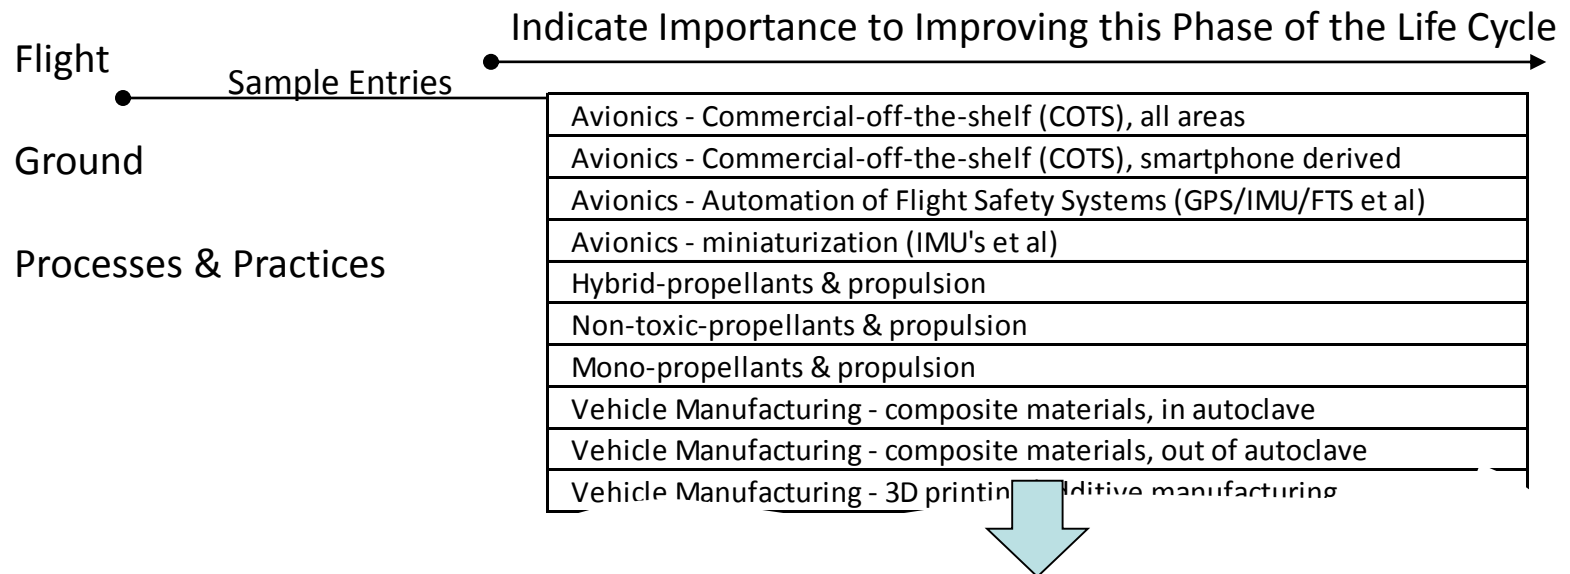 Indicate Importance to Improving this Phase of the Life Cycle
Flight
Sample Entries
Ground
Processes & Practices
Avionics - Commercial-off-the-shelf (COTS), all areas
Avionics - Commercial-off-the-shelf (COTS), smartphone derived
Avionics - Automation of Flight Safety Systems (GPS/IMU/FTS et al)
Avionics - miniaturization (IMU's et al)
Hybrid-propellants & propulsion
Non-toxic-propellants & propulsion
Mono-propellants & propulsion
Vehicle Manufacturing - composite materials, in autoclave
Vehicle Manufacturing - composite materials, out of autoclave
Vehicle Manufacturing - 3D manufacturing